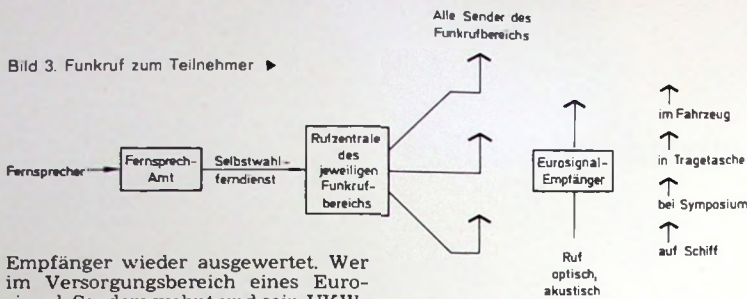 Alle Sender des
Funkrufbereichs
Bild 3. Funkruf zum Teilnehmer ▶
Fernsprecher
Fernsprech-
Amt
Selbstwahl-
ferndienst
Rufzentrale
des
jeweiligen
Funkruf-
bereichs
Eurosignal-
Empfänger
Ruf
optisch,
akustisch
im Fahrzeug
in Tragetasche
bei Symposium
auf Schiff
Empfänger wieder ausgewertet. Wer
im Versorgungsbereich eines Euro-